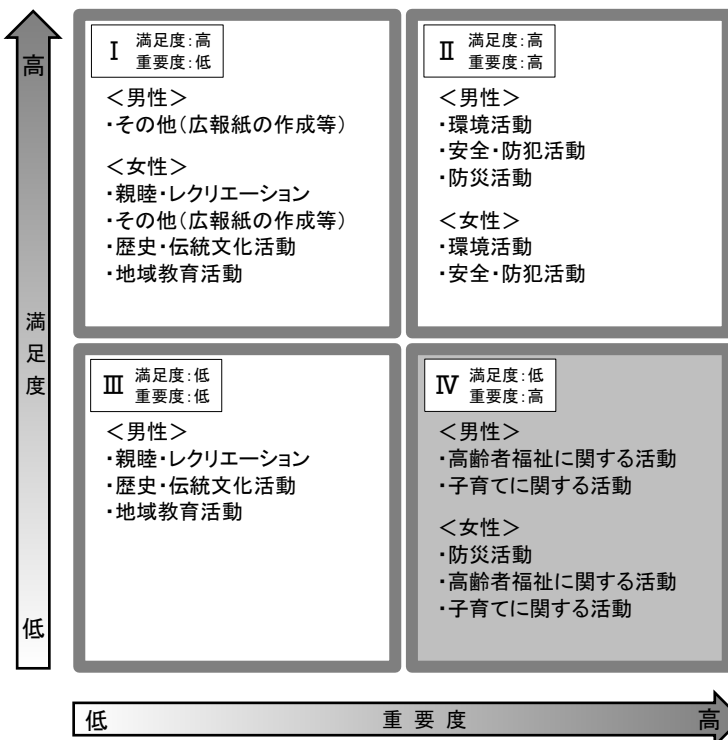 高
満足度
低
Ⅰ 満足度:高
重要度:低
＜男性＞
・その他(広報紙の作成等)
＜女性＞
・親睦・レクリエーション
・その他(広報紙の作成等)
・歴史・伝統文化活動
・地域教育活動
Ⅱ 満足度:高
重要度:高
＜男性＞
・環境活動
・安全・防犯活動
・防災活動
＜女性＞
・環境活動
・安全・防犯活動
Ⅲ 満足度:低
重要度:低
＜男性＞
・親睦・レクリエーション
・歴史・伝統文化活動
・地域教育活動
Ⅳ 満足度:低
重要度:高
＜男性＞
・高齢者福祉に関する活動
・子育てに関する活動
＜女性＞
・防災活動
・高齢者福祉に関する活動
・子育てに関する活動
低 重要度 高